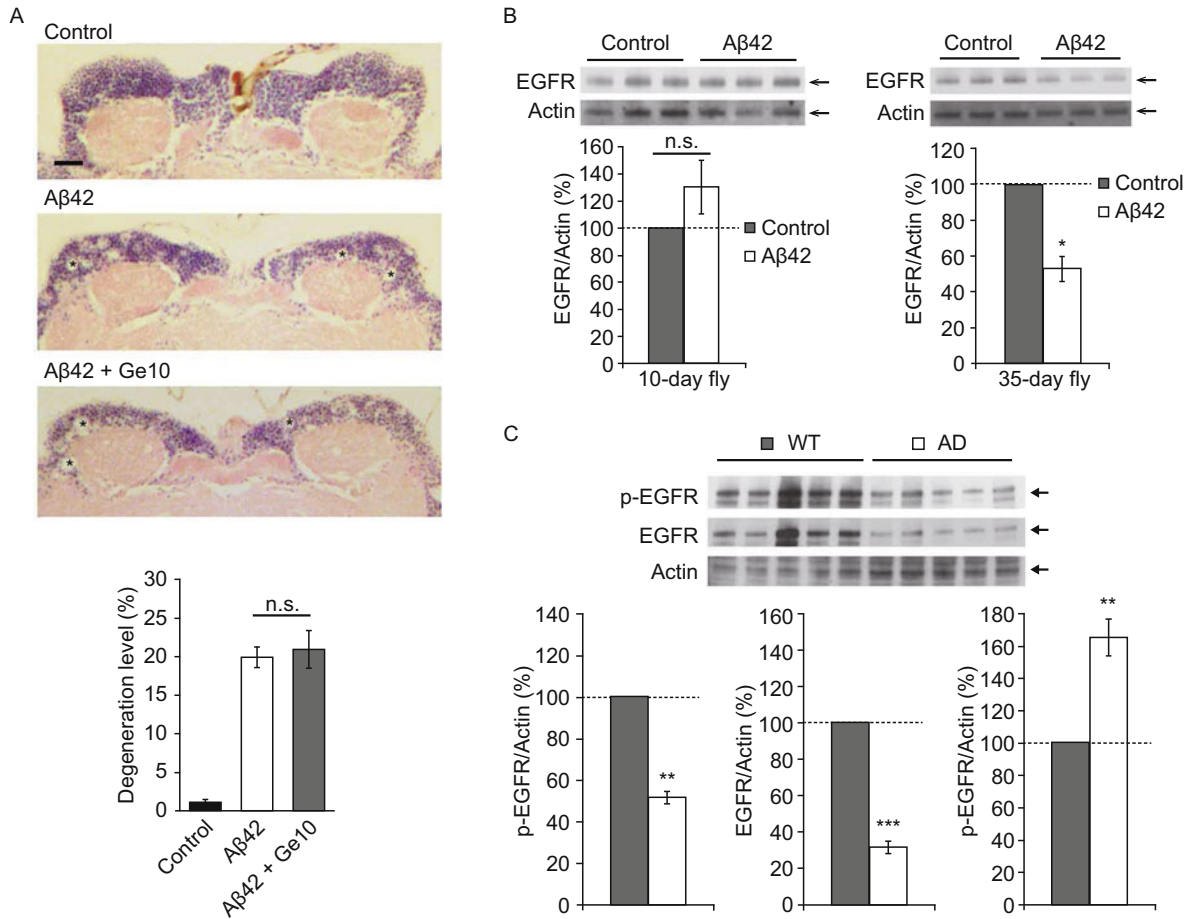 A
Control
Aβ42
*
*
*
Aβ42 + Ge10
*
*
*
Degeneration level (%)
30
25
20
15
10
5
0
n.s.
Control
Aβ42
Aβ42 + Ge10
B
Control Aβ42
EGFR
Actin
EGFR/Actin (%)
160
140
120
100
80
60
40
20
0
n.s.
Control
Aβ42
10-day fly
Control Aβ42
EGFR
Actin
EGFR/Actin (%)
120
100
80
60
40
20
0
*
Control
Aβ42
35-day fly
C
WT AD
p-EGFR
EGFR
Actin
p-EGFR/Actin (%)
140
120
100
80
60
40
20
0
**
EGFR/Actin (%)
160
140
120
100
80
60
40
20
0
***
p-EGFR/Actin (%)
180
160
140
120
100
80
60
40
20
0
**